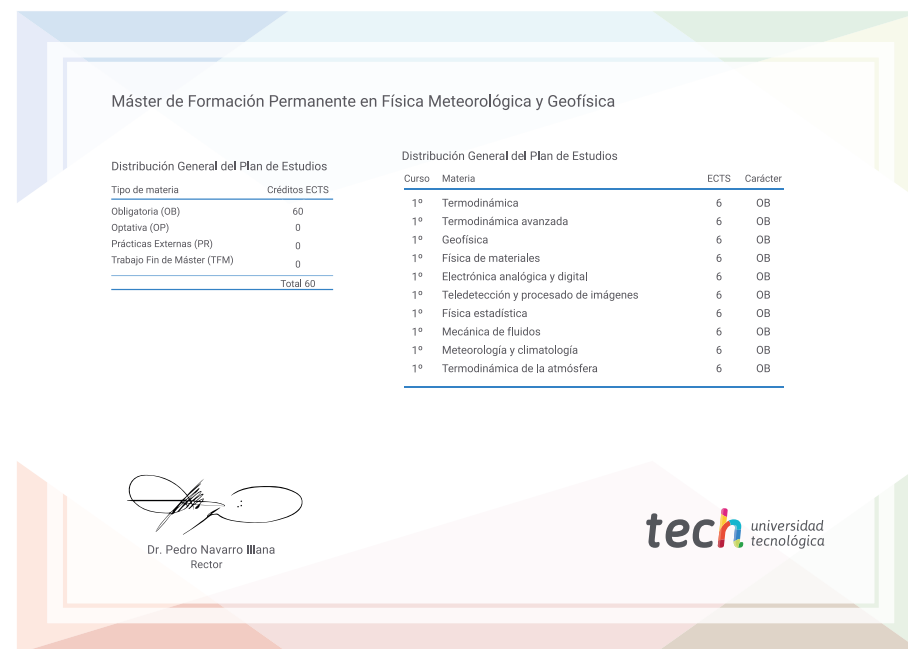 Máster de Formación Permanente en Física Meteorológica y Geofísica
Distribución General del Plan de Estudios
Tipo de materia Créditos ECTS
Obligatoria (OB) 60
Optativa (OP) 0
Prácticas Externas (PR) 0
Trabajo Fin de Máster (TFM) 0
Total 60
Distribución General del Plan de Estudios
Curso Materia ECTS Carácter
1º Termodinámica 6 OB
1º Termodinámica avanzada 6 OB
1º Geofísica 6 OB
1º Física de materiales 6 OB
1º Electrónica analógica y digital 6 OB
1º Teledetección y procesado de imágenes 6 OB
1º Física estadística 6 OB
1º Mecánica de fluidos 6 OB
1º Meteorología y climatología 6 OB
1º Termodinámica de la atmósfera 6 OB
Dr. Pedro Navarro Illana
Rector
tech universidad
tecnológica